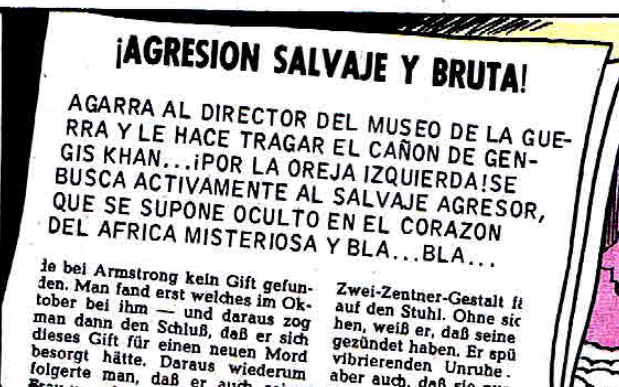 ¡AGRESION SALVAJE Y BRUTA!
AGARRA AL DIRECTOR DEL MUSEO DE LA GUE-
RRA Y LE HACE TRAGAR EL CAÑON DE GEN-
GIS KHAN...¡POR LA OREJA IZQUIERDA!SE
BUSCA ACTIVAMENTE AL SALVAJE AGRESOR,
QUE SE SUPONE OCULTO EN EL CORAZON
DEL AFRICA MISTERIOSA Y BLA...BLA...
de bei Armstrong kein Gift gefun-
den. Man fand erst welches im Ok-
tober bei ihm — und daraus zog
man dann den Schluß, daß er sich
dieses Gift für einen neuen Mord
besorgt hätte. Daraus wiederum
folgerte man, daß er auch
Zwei-Zentner-Gestalt
auf den Stuhl. Ohne
hen, weiß er, daß seine
gezündet haben. Er
vibrierenden Unruhe.
aber auch, daß sie